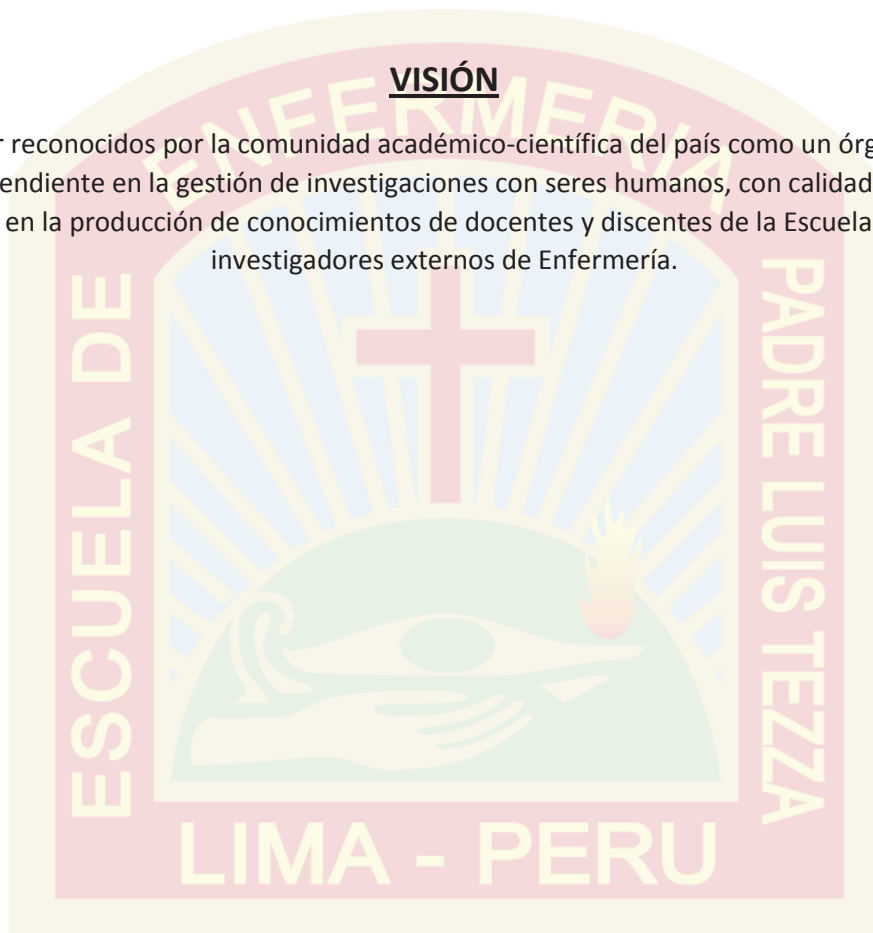 VISIÓN
r reconocidos por la comunidad académico-científica del país como un órg
endiente en la gestión de investigaciones con seres humanos, con calidad
en la producción de conocimientos de docentes y discentes de la Escuela
investigadores externos de Enfermería.
ESCUELA DE
ENFERMERIA
PADRE LUIS TEZZA
LIMA - PERU